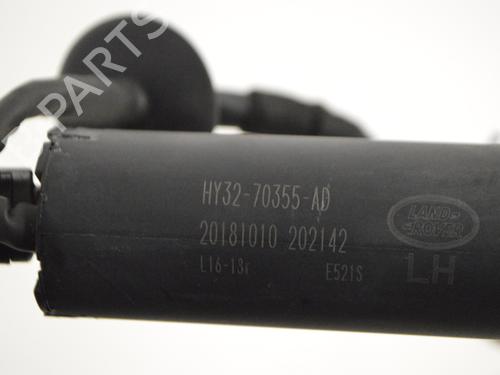 PARTS
HY32-70355-AD
20181010 202142
L16-13r
E521S
LAND-
-ROVER
LH